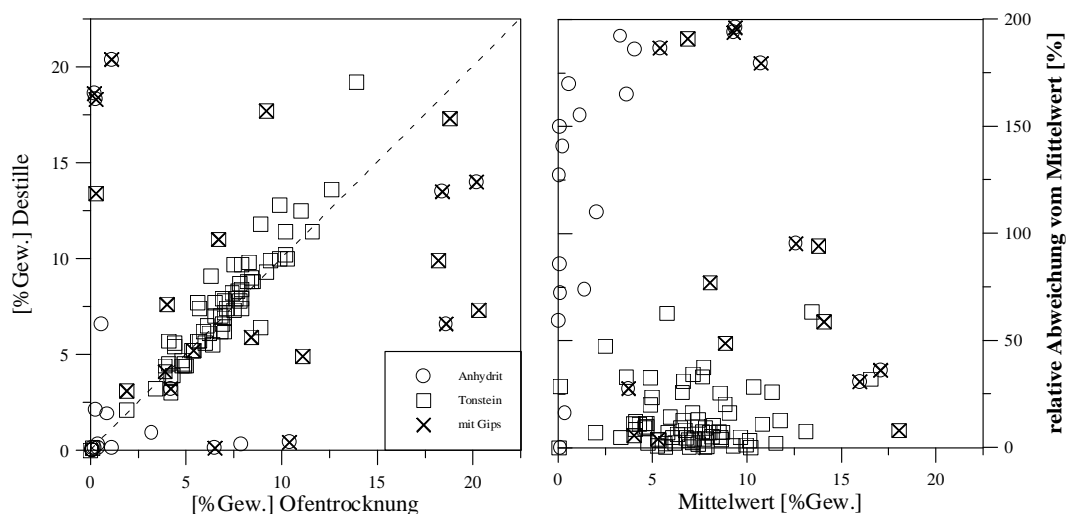 20
15
10
5
0
[%Gew.] Destille
0 5 10 15 20
[%Gew.] Ofentrocknung
Anhydrit
Tonstein
mit Gips
200
150
100
50
0
relative Abweichung vom Mittelwert [%]
0 5 10 15 20
Mittelwert [%Gew.]